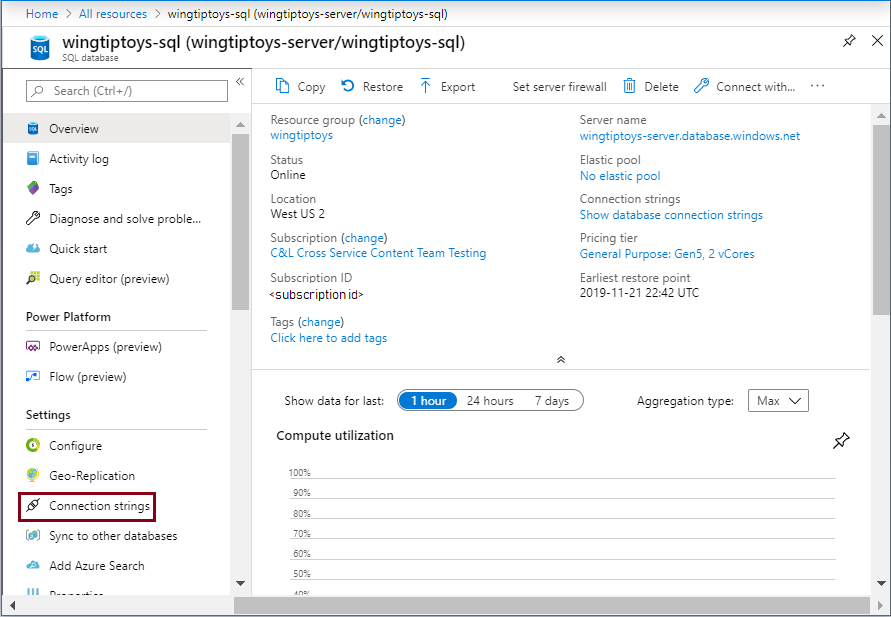 Home > All resources > wingtiptoys-sql (wingtiptoys-server/wingtiptoys-sql)
SQL
wingtiptoys-sql (wingtiptoys-server/wingtiptoys-sql)
SQL database
Search (Ctrl+/)
«
Overview
Activity log
Tags
Diagnose and solve proble...
Quick start
Query editor (preview)
Power Platform
PowerApps (preview)
Flow (preview)
Settings
Configure
Geo-Replication
Connection strings
Sync to other databases
Add Azure Search
Properties
Copy Restore Export Set server firewall Delete Connect with... ···
Resource group (change)
wingtiptoys
Status
Online
Location
West US 2
Subscription (change)
C&L Cross Service Content Team Testing
Subscription ID
<subscription id>
Tags (change)
Click here to add tags
Server name
wingtiptoys-server.database.windows.net
Elastic pool
No elastic pool
Connection strings
Show database connection strings
Pricing tier
General Purpose: Gen5, 2 vCores
Earliest restore point
2019-11-21 22:42 UTC
Show data for last: 1 hour 24 hours 7 days Aggregation type: Max
Compute utilization
100%
90%
80%
70%
60%
50%
40%